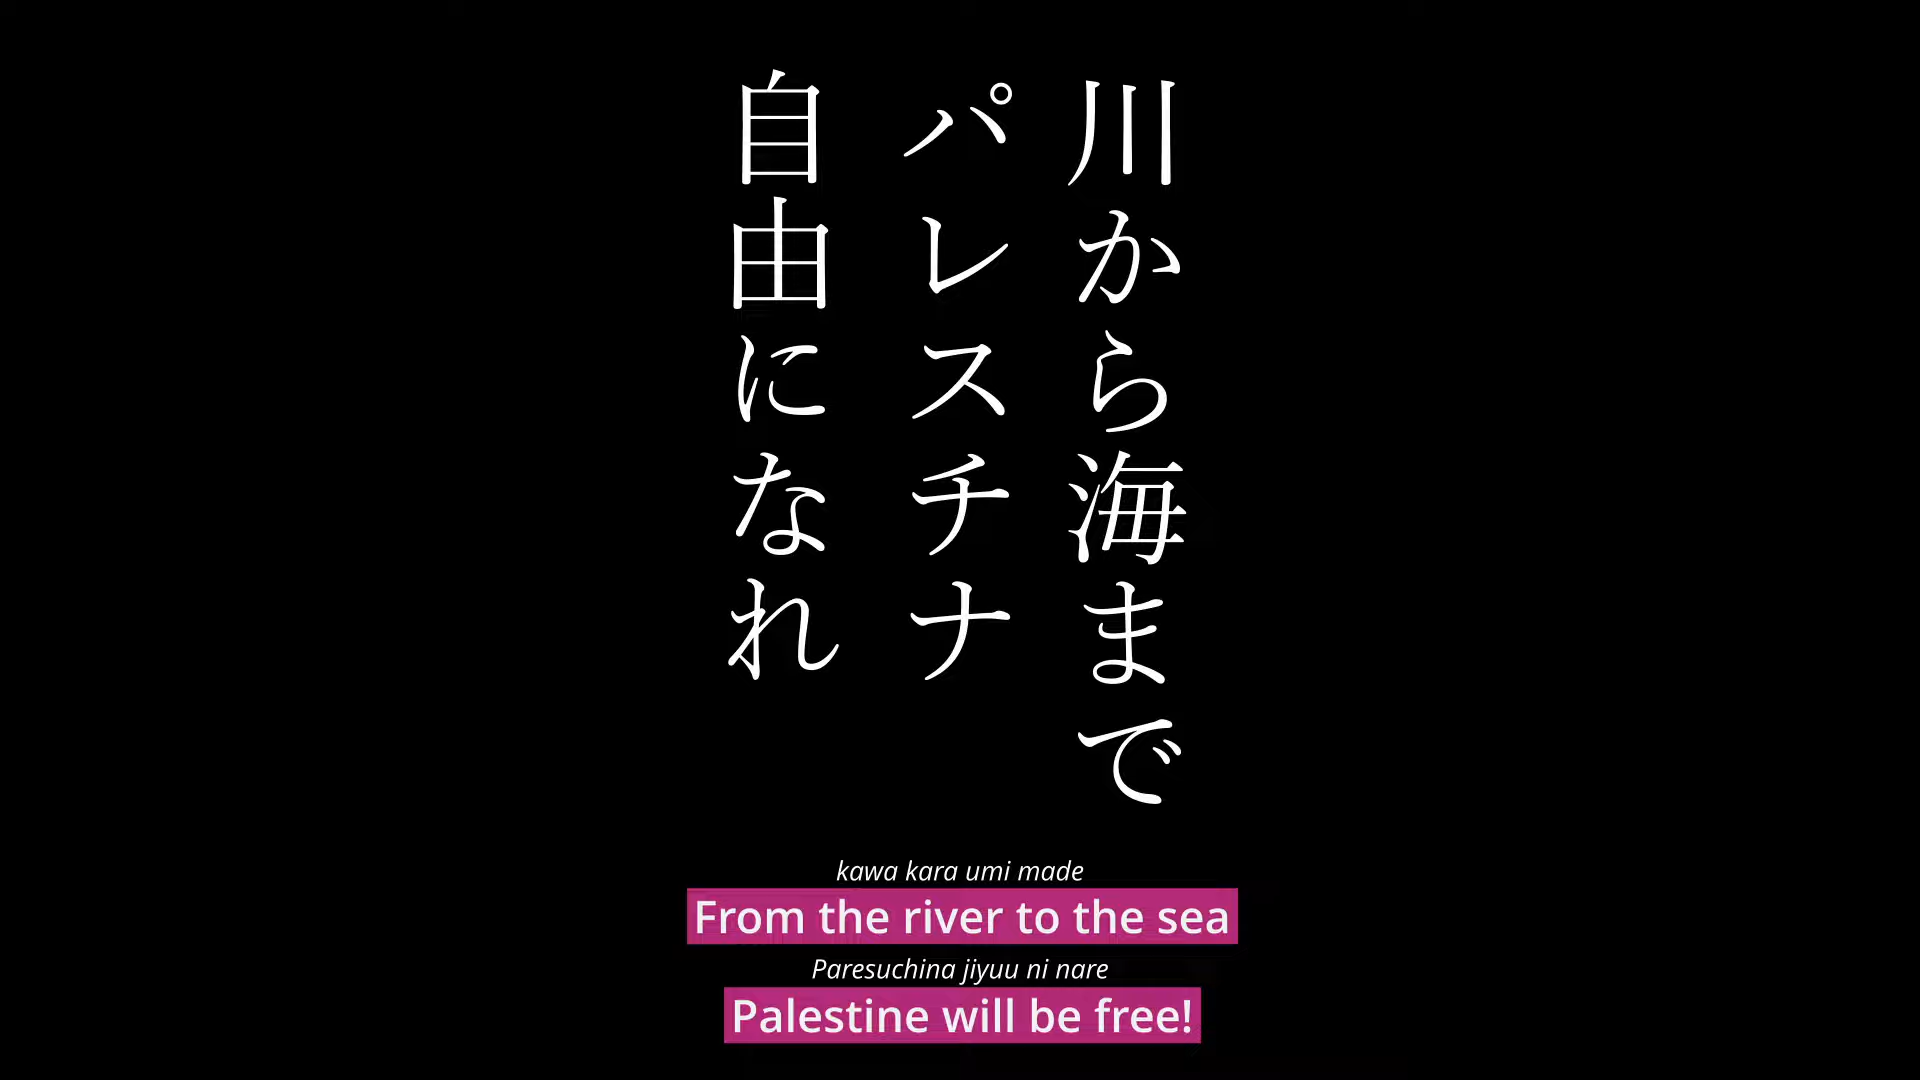 川から海まで
パレスチナ
自由になれ
kawa kara umi made
From the river to the sea
Paresuchina jiyuu ni nare
Palestine will be free!